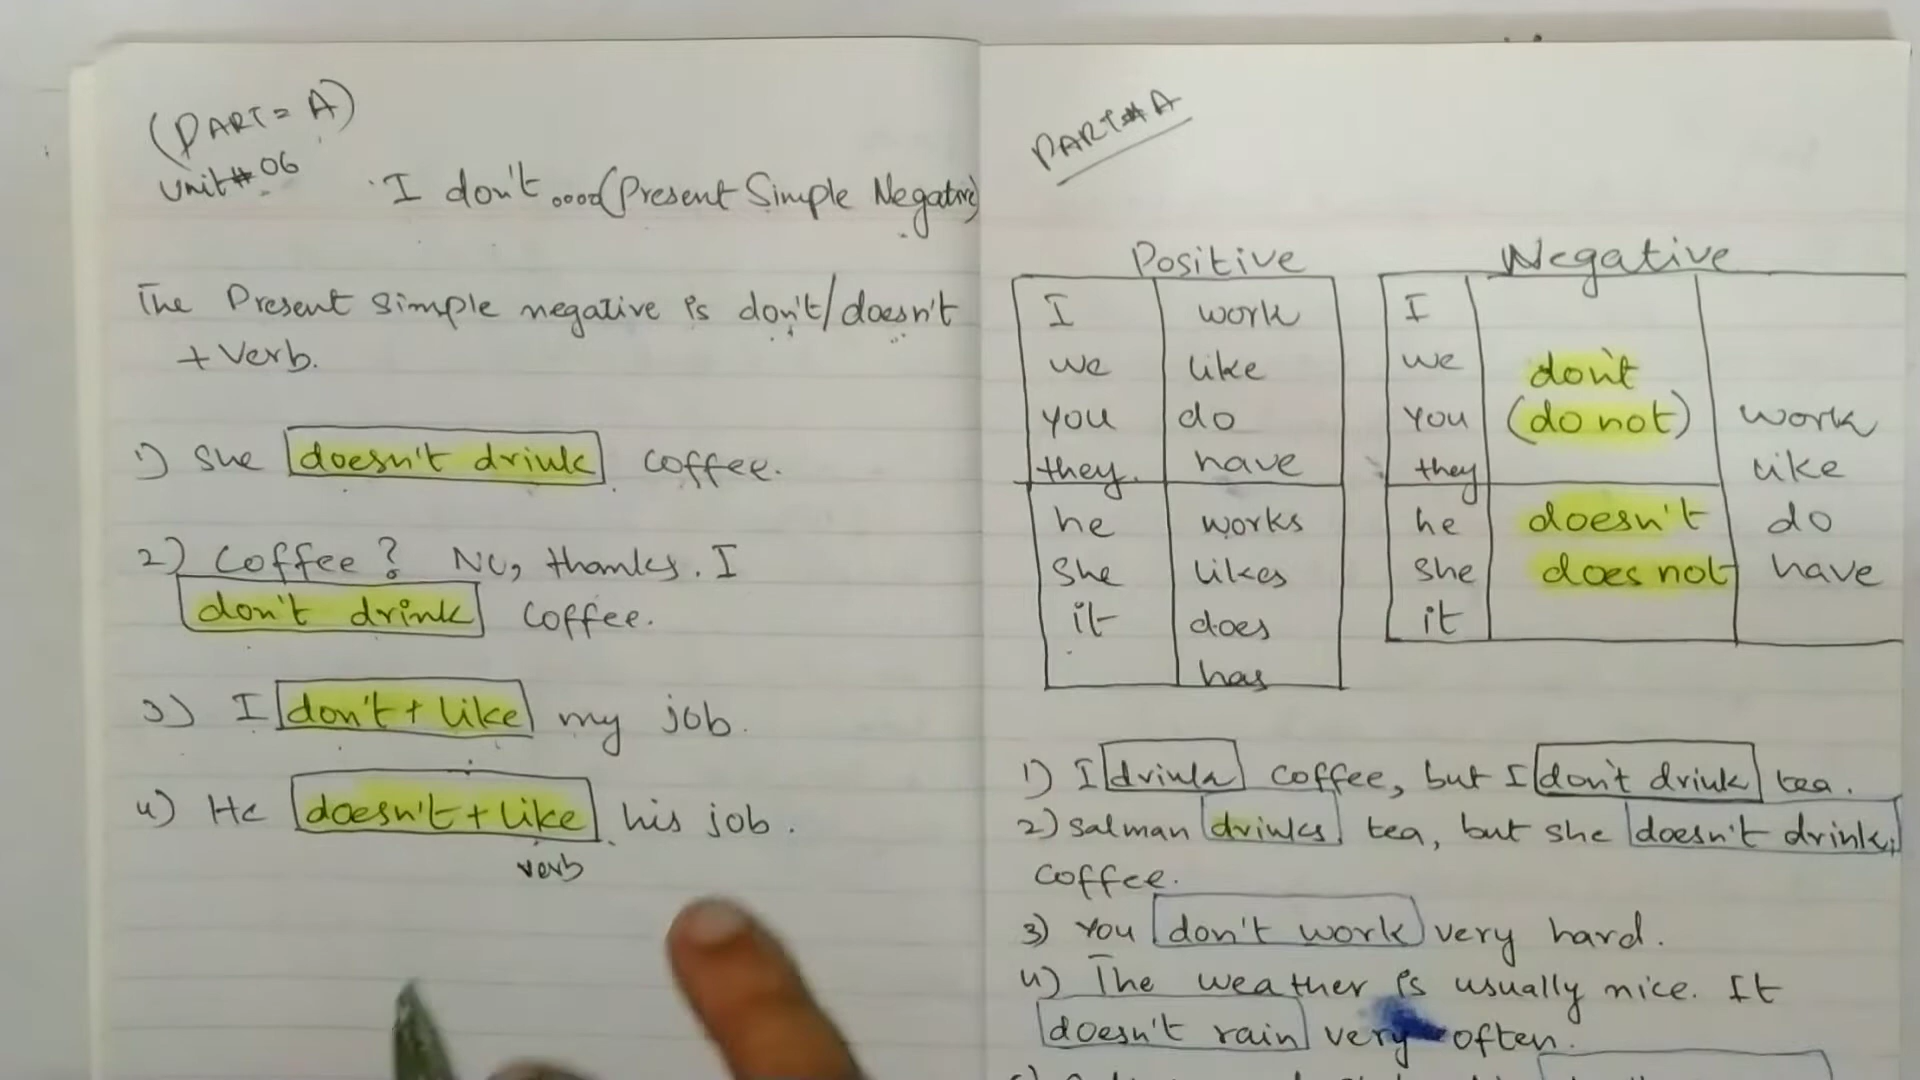 (PART= A)
Unit# 06
I don't ....(Present Simple Negative)
The Present simple negative is don't/doesn't
+ Verb.
1) She doesn't drink coffee.
2) Coffee? No, thanks. I
don't drink coffee.
3) I don't + like my job.
4) He doesn't + like his job.
verb
PART# A
Positive
I work
we like
you do
they. have
he works
She likes
it does
has
Negative
I
we don't
You (do not) work
they like
he doesn't do
She does not have
it
1) I drink coffee, but I don't drink tea.
2) Salman drinks tea, but she doesn't drink
coffee.
3) You don't work very hard.
4) The weather is usually nice. It
doesn't rain very often.